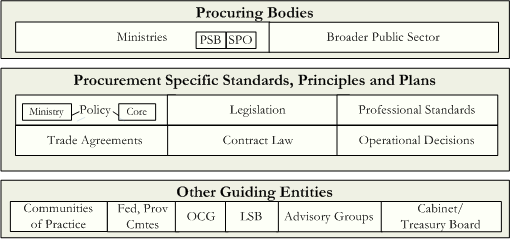 Procuring Bodies
Ministries PSB SPO Broader Public Sector
Procurement Specific Standards, Principles and Plans
Ministry Policy Core Legislation Professional Standards
Trade Agreements Contract Law Operational Decisions
Other Guiding Entities
Communities of Practice
Fed, Prov Cmtes
OCG
LSB
Advisory Groups
Cabinet/
Treasury Board